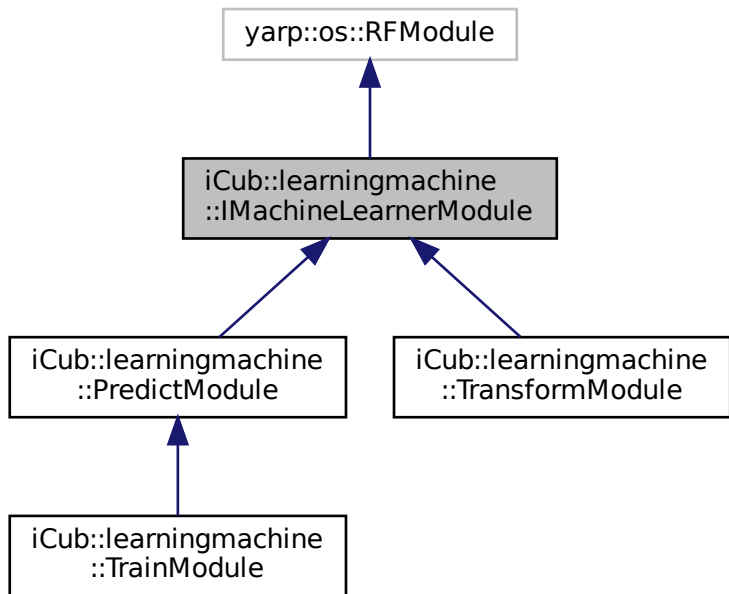 yarp::os::RFModule
iCub::learningmachine
::IMachineLearnerModule
iCub::learningmachine
::PredictModule
iCub::learningmachine
::TransformModule
iCub::learningmachine
::TrainModule